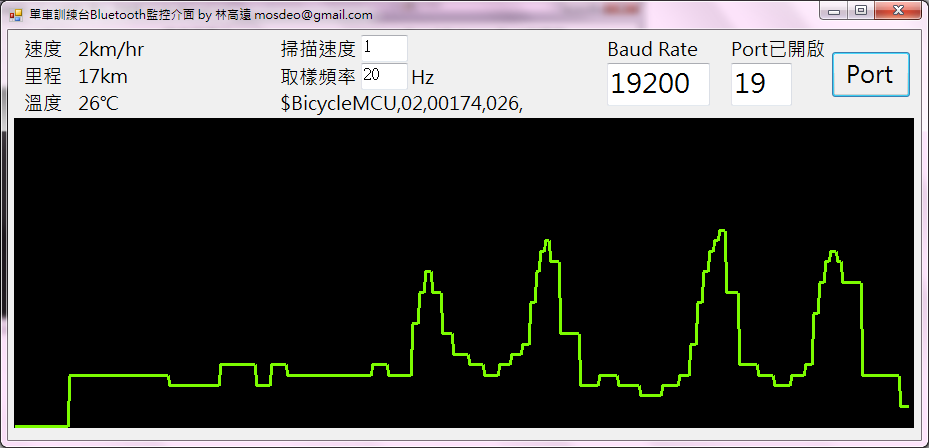 單車訓練台Bluetooth監控介面 by 林高遠 mosdeo@gmail.com
速度 2km/hr
里程 17km
溫度 26℃
掃描速度 1
取樣頻率 20 Hz
$BicycleMCU,02,00174,026,
Baud Rate
19200
Port已開啟
19
Port